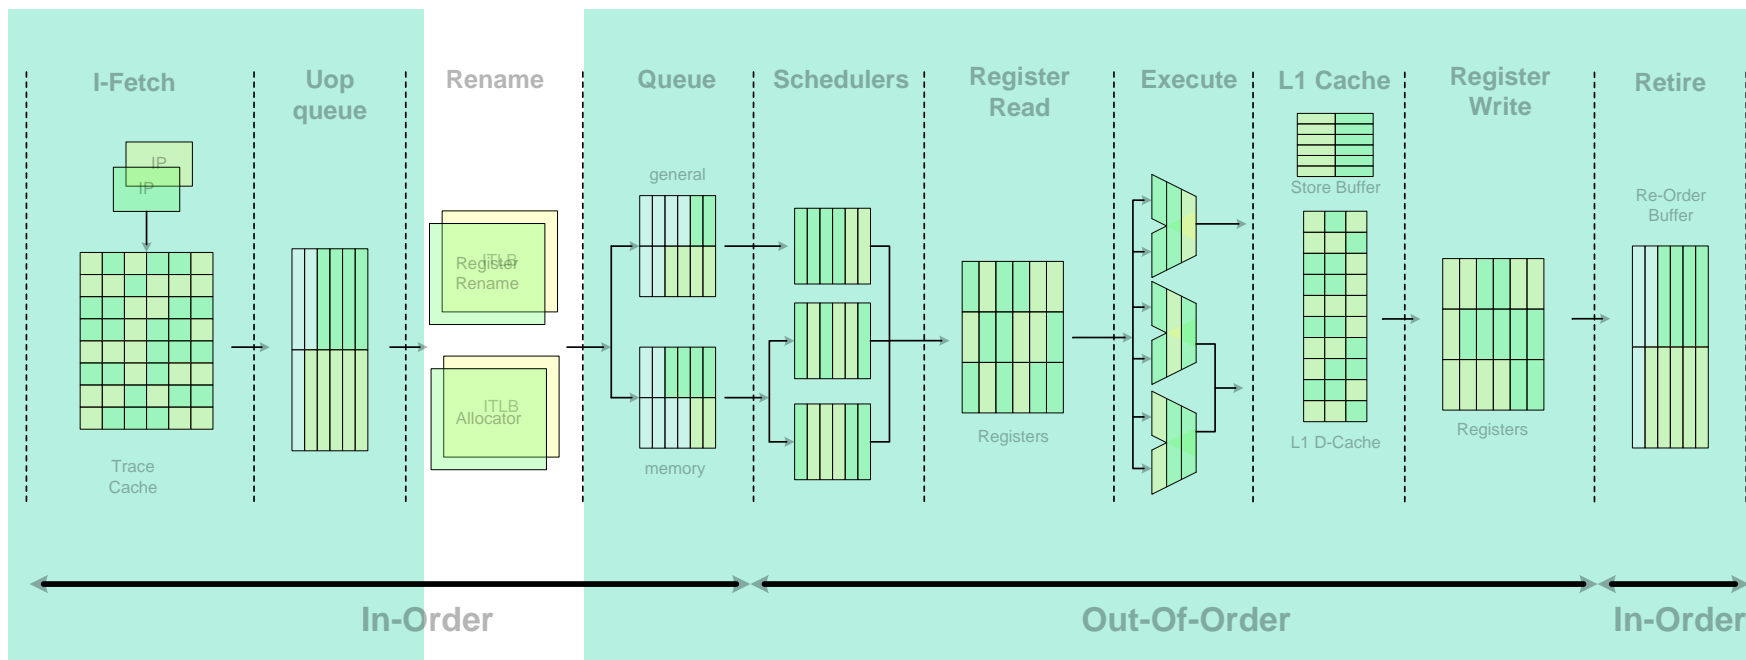 I-Fetch
Uop
queue
Rename
Queue
Schedulers
Register
Read
Execute
L1 Cache
Register
Write
Retire
IP
IP
Trace
Cache
ITLB
Register
Rename
ITLB
Allocator
general
memory
Registers
Store Buffer
L1 D-Cache
Registers
Re-Order
Buffer
In-Order
Out-Of-Order
In-Order